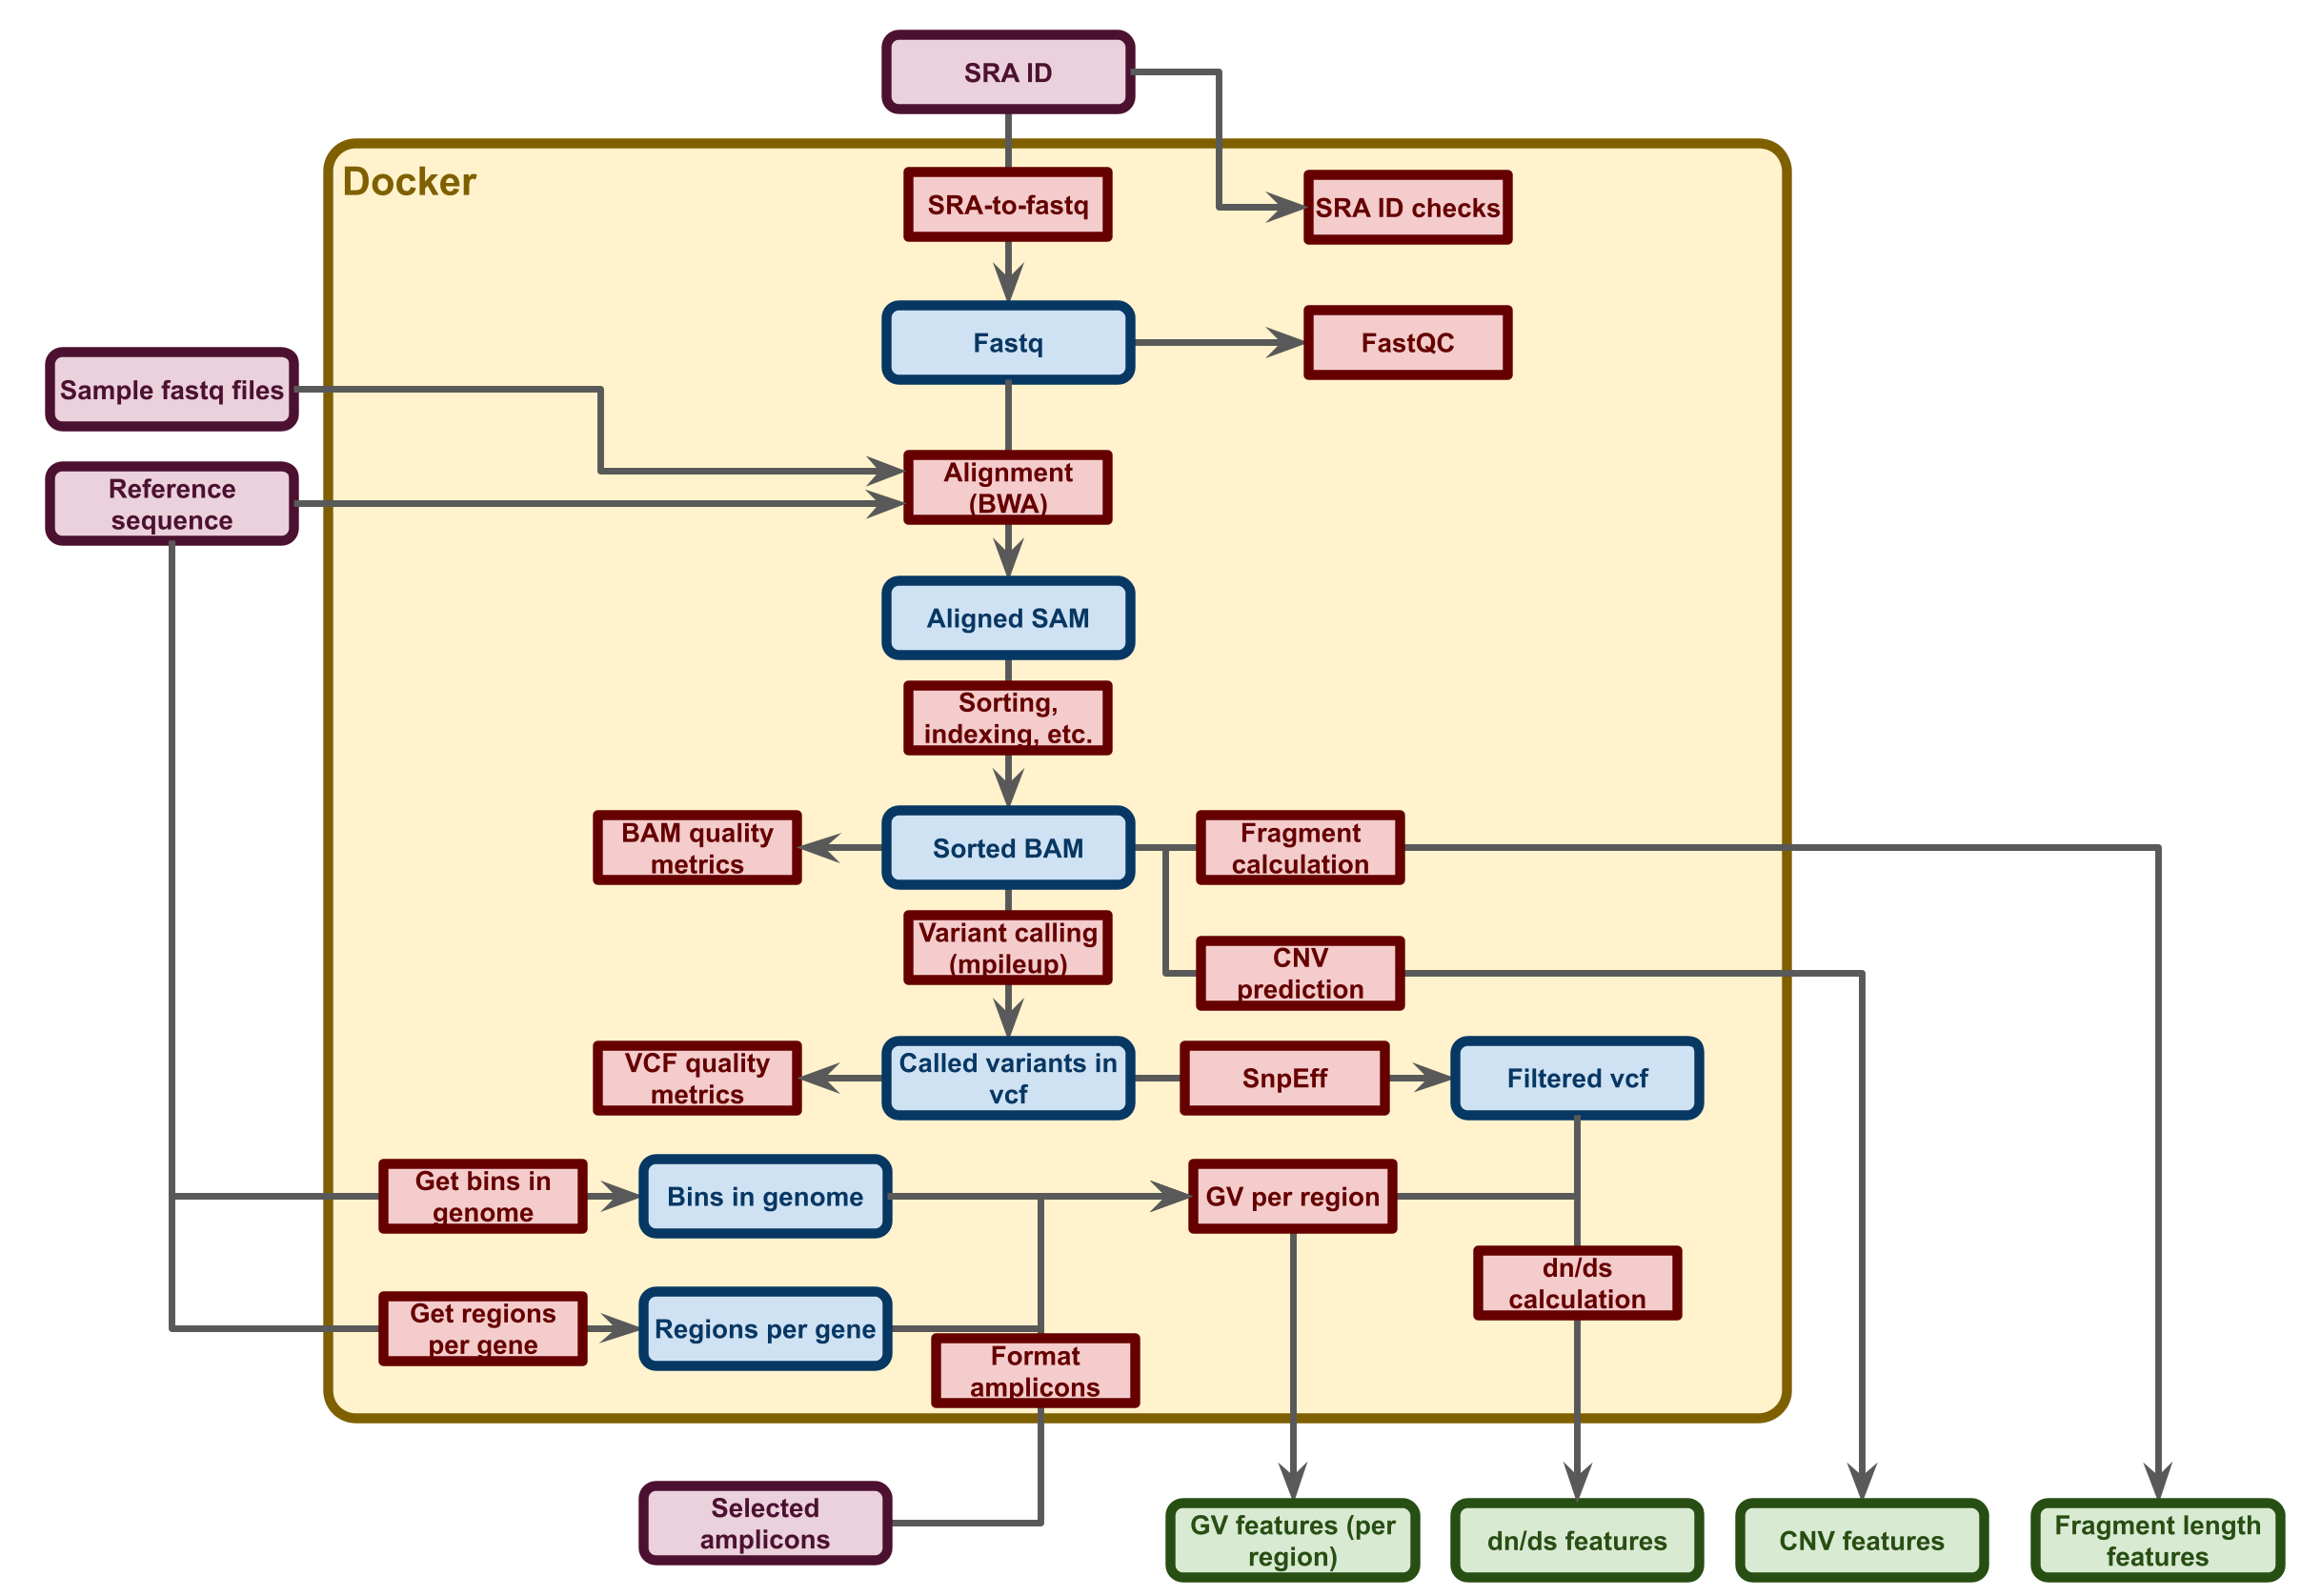 SRA ID
Docker
SRA-to-fastq
SRA ID checks
Fastq
FastQC
Sample fastq files
Alignment
(BWA)
Reference
sequence
Aligned SAM
Sorting,
indexing, etc.
BAM quality
metrics
Sorted BAM
Fragment
calculation
Variant calling
(mpileup)
CNV
prediction
VCF quality
metrics
Called variants in
vcf
SnpEff
Filtered vcf
Get bins in
genome
Bins in genome
GV per region
dn/ds
calculation
Get regions
per gene
Regions per gene
Format
amplicons
Selected
amplicons
GV features (per
region)
dn/ds features
CNV features
Fragment length
features